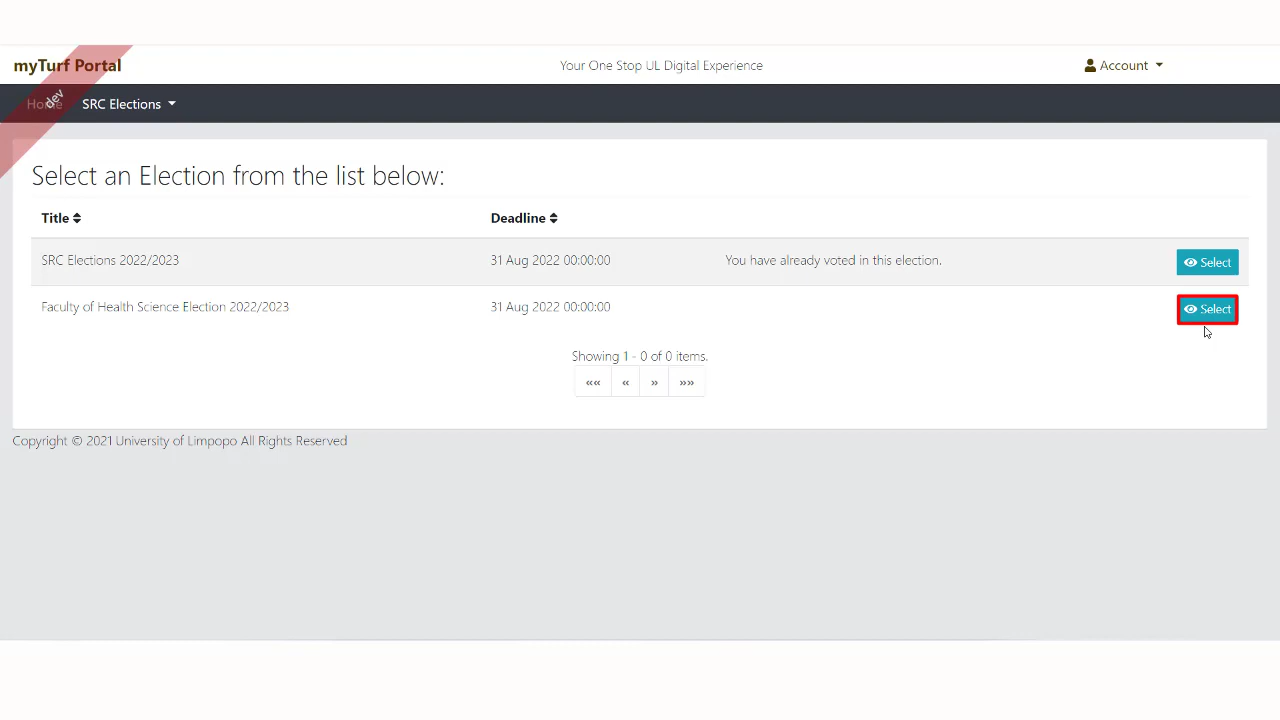 myTurf Portal
Your One Stop UL Digital Experience
Account
dev
Home
SRC Elections
Select an Election from the list below:
Title
Deadline
SRC Elections 2022/2023
31 Aug 2022 00:00:00
You have already voted in this election.
Select
Faculty of Health Science Election 2022/2023
31 Aug 2022 00:00:00
Select
Showing 1 - 0 of 0 items.
«« « » »»
Copyright © 2021 University of Limpopo All Rights Reserved